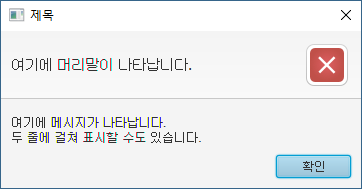 제목
여기에 머리말이 나타납니다.
여기에 메시지가 나타납니다.
두 줄에 걸쳐 표시할 수도 있습니다.
확인